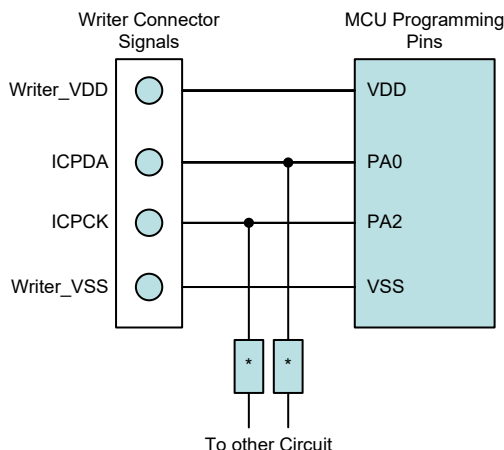 Writer Connector
Signals
MCU Programming
Pins
Writer_VDD
VDD
ICPDA
PA0
ICPCK
PA2
Writer_VSS
VSS
*
*
To other Circuit